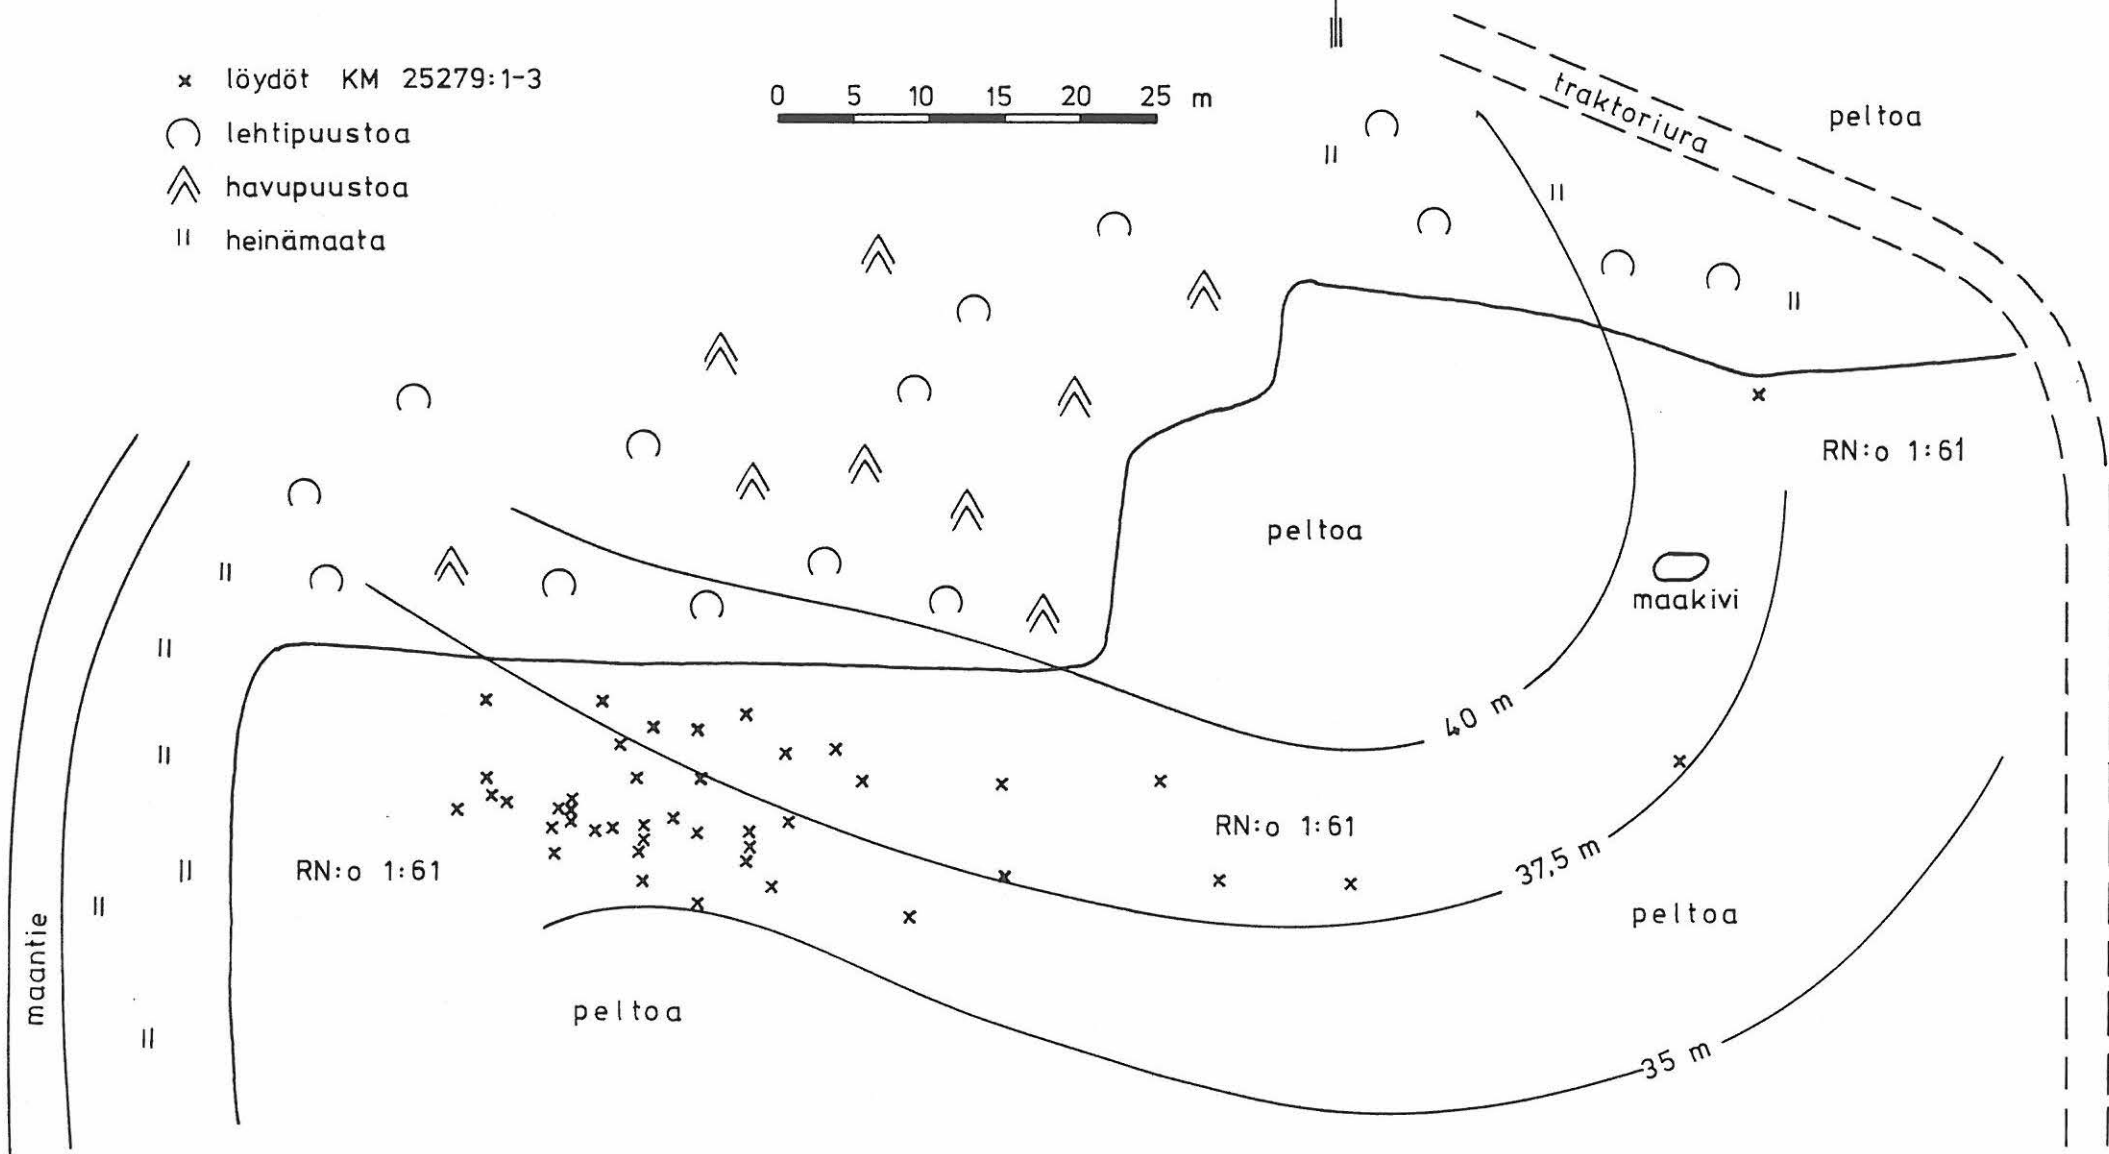 löydöt KM 25279:1-3
lehtipuustoa
havupuustoa
heinämaata
0 5 10 15 20 25 m
traktoriura
peltoa
RN:o 1:61
peltoa
maakivi
40 m
RN:o 1:61
37,5 m
RN:o 1:61
peltoa
maantie
peltoa
35 m